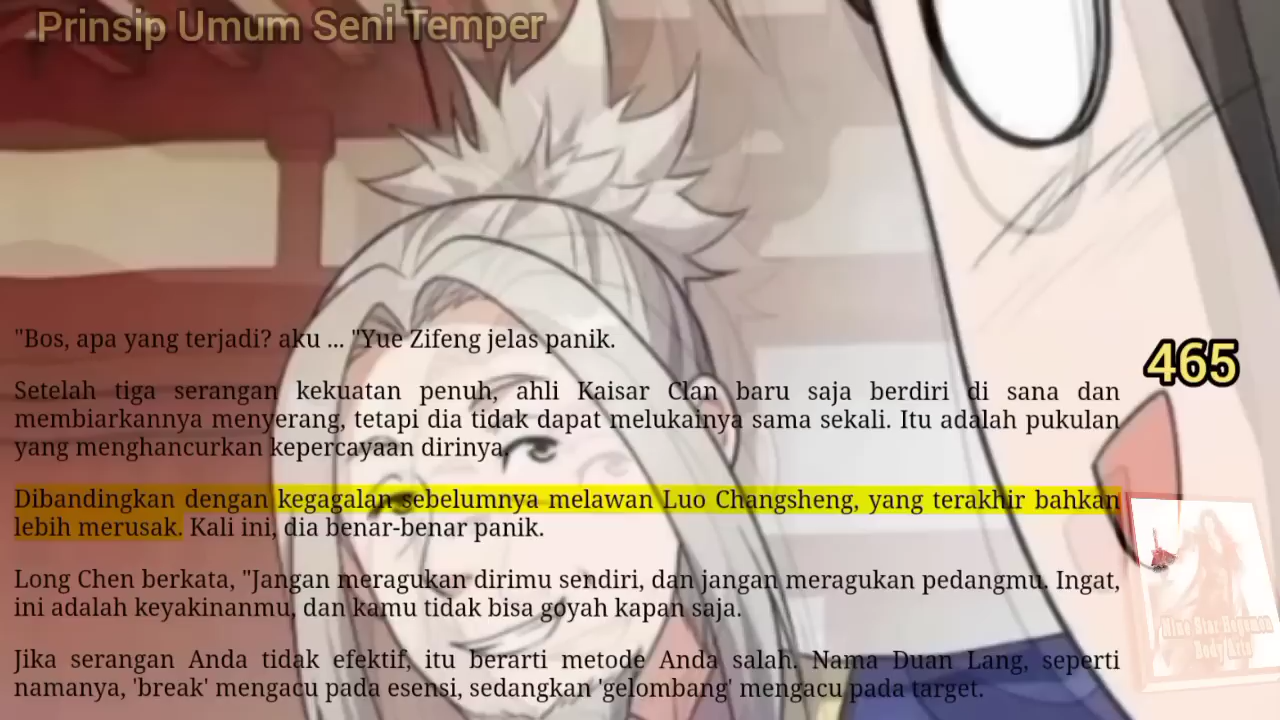 Prinsip Umum Seni Temper
"Bos, apa yang terjadi? aku ... "Yue Zifeng jelas panik.
465
Setelah tiga serangan kekuatan penuh, ahli Kaisar Clan baru saja berdiri di sana dan
membiarkannya menyerang, tetapi dia tidak dapat melukainya sama sekali. Itu adalah pukulan
yang menghancurkan kepercayaan dirinya.
Dibandingkan dengan kegagalan sebelumnya melawan Luo Changsheng, yang terakhir bahkan
lebih merusak. Kali ini, dia benar-benar panik.
Long Chen berkata, "Jangan meragukan dirimu sendiri, dan jangan meragukan pedangmu. Ingat,
ini adalah keyakinanmu, dan kamu tidak bisa goyah kapan saja.
Nine Star Hegemon
Body Arts
Jika serangan Anda tidak efektif, itu berarti metode Anda salah. Nama Duan Lang, seperti
namanya, 'break' mengacu pada esensi, sedangkan 'gelombang' mengacu pada target.